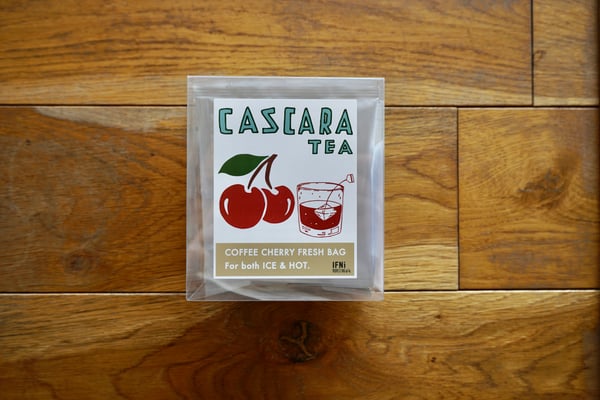 CASCARA
TEA
COFFEE CHERRY FRESH BAG
For both ICE & HOT.
IFNi